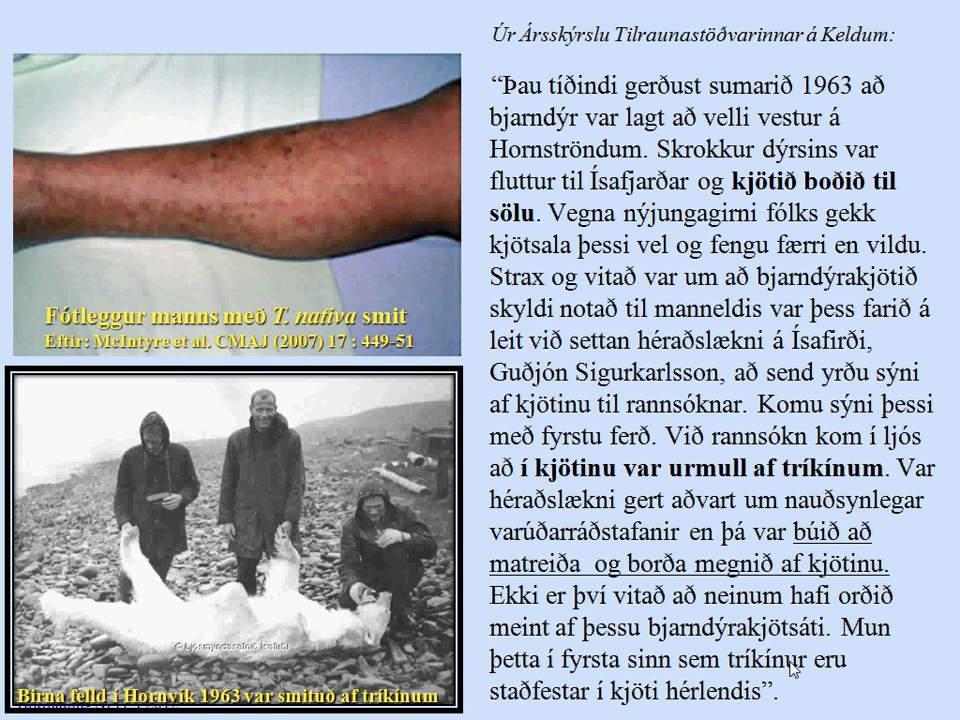 Úr Ársskýrslu Tilraunastöðvarinnar á Keldum:
“Þau tíðindi gerðust sumarið 1963 að
bjarndýr var lagt að velli vestur á
Hornströndum. Skrokkur dýrsins var
fluttur til Ísafjarðar og kjötið boðið til
sölu. Vegna nýjungagirni fólks gekk
kjötsala þessi vel og fengu færri en vildu.
Strax og vitað var um að bjarndýrakjötið
skyldi notað til manneldis var þess farið á
leit við settan héraðslækni á Ísafirði,
Guðjón Sigurkarlsson, að send yrðu sýni
af kjötinu til rannsóknar. Komu sýni þessi
með fyrstu ferð. Við rannsókn kom í ljós
að í kjötinu var urmull af tríkínum. Var
héraðslækni gert aðvart um nauðsynlegar
varúðarráðstafanir en þá var búið að
matreiða og borða megnið af kjötinu.
Ekki er því vitað að neinum hafi orðið
meint af þessu bjarndýrakjötsáti. Mun
þetta í fyrsta sinn sem tríkínur eru
staðfestar í kjöti hérlendis”.
Fótleggur manns með T. nativa smit
Eftir: McIntyre et al. CMAJ (2007) 17 : 449-51
© Ljósmyndasafnið Ísafirði
Birna felld í Hornvík 1963 var smituð af tríkínum